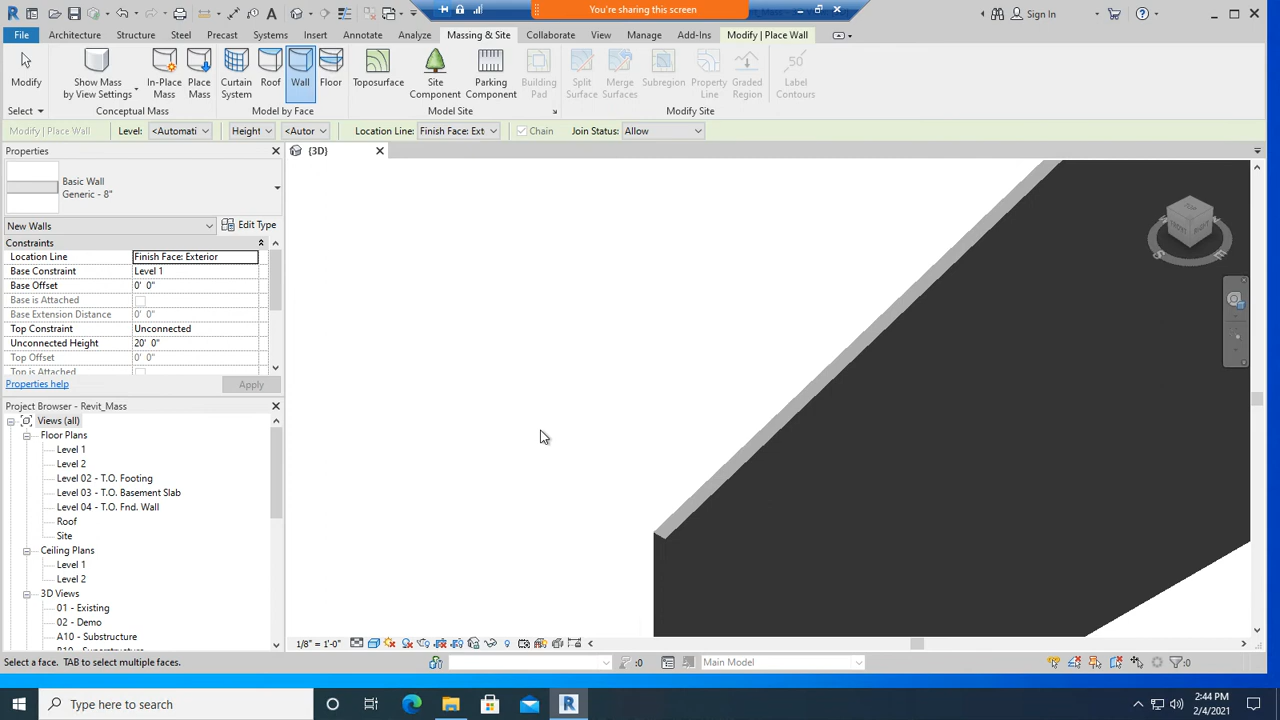 You're sharing this screen
Revit_Mass
Sign In
File Architecture Structure Steel Precast Systems Insert Annotate Analyze Massing & Site Collaborate View Manage Add-Ins Modify | Place Wall
Modify
Show Mass
by View Settings
In-Place
Mass
Place
Mass
Curtain
System
Roof
Wall
Floor
Toposurface
Site
Component
Parking
Component
Building
Pad
Split
Surface
Merge
Surfaces
Subregion
Property
Line
Graded
Region
50
Label
Contours
Select Conceptual Mass Model by Face Model Site Modify Site
Modify | Place Wall Level: <Automati Height <Autor Location Line: Finish Face: Ext Chain Join Status: Allow
Properties
{3D}
Basic Wall
Generic - 8"
New Walls Edit Type
Constraints
Location Line Finish Face: Exterior
Base Constraint Level 1
Base Offset 0' 0"
Base is Attached
Base Extension Distance 0' 0"
Top Constraint Unconnected
Unconnected Height 20' 0"
Top Offset 0' 0"
Top is Attached
Properties help Apply
Project Browser - Revit_Mass
Views (all)
Floor Plans
Level 1
Level 2
Level 02 - T.O. Footing
Level 03 - T.O. Basement Slab
Level 04 - T.O. Fnd. Wall
Roof
Site
Ceiling Plans
Level 1
Level 2
3D Views
01 - Existing
02 - Demo
A10 - Substructure
1/8" = 1'-0"
Select a face. TAB to select multiple faces.
:0
Main Model
:0
Type here to search
2:44 PM
2/4/2021